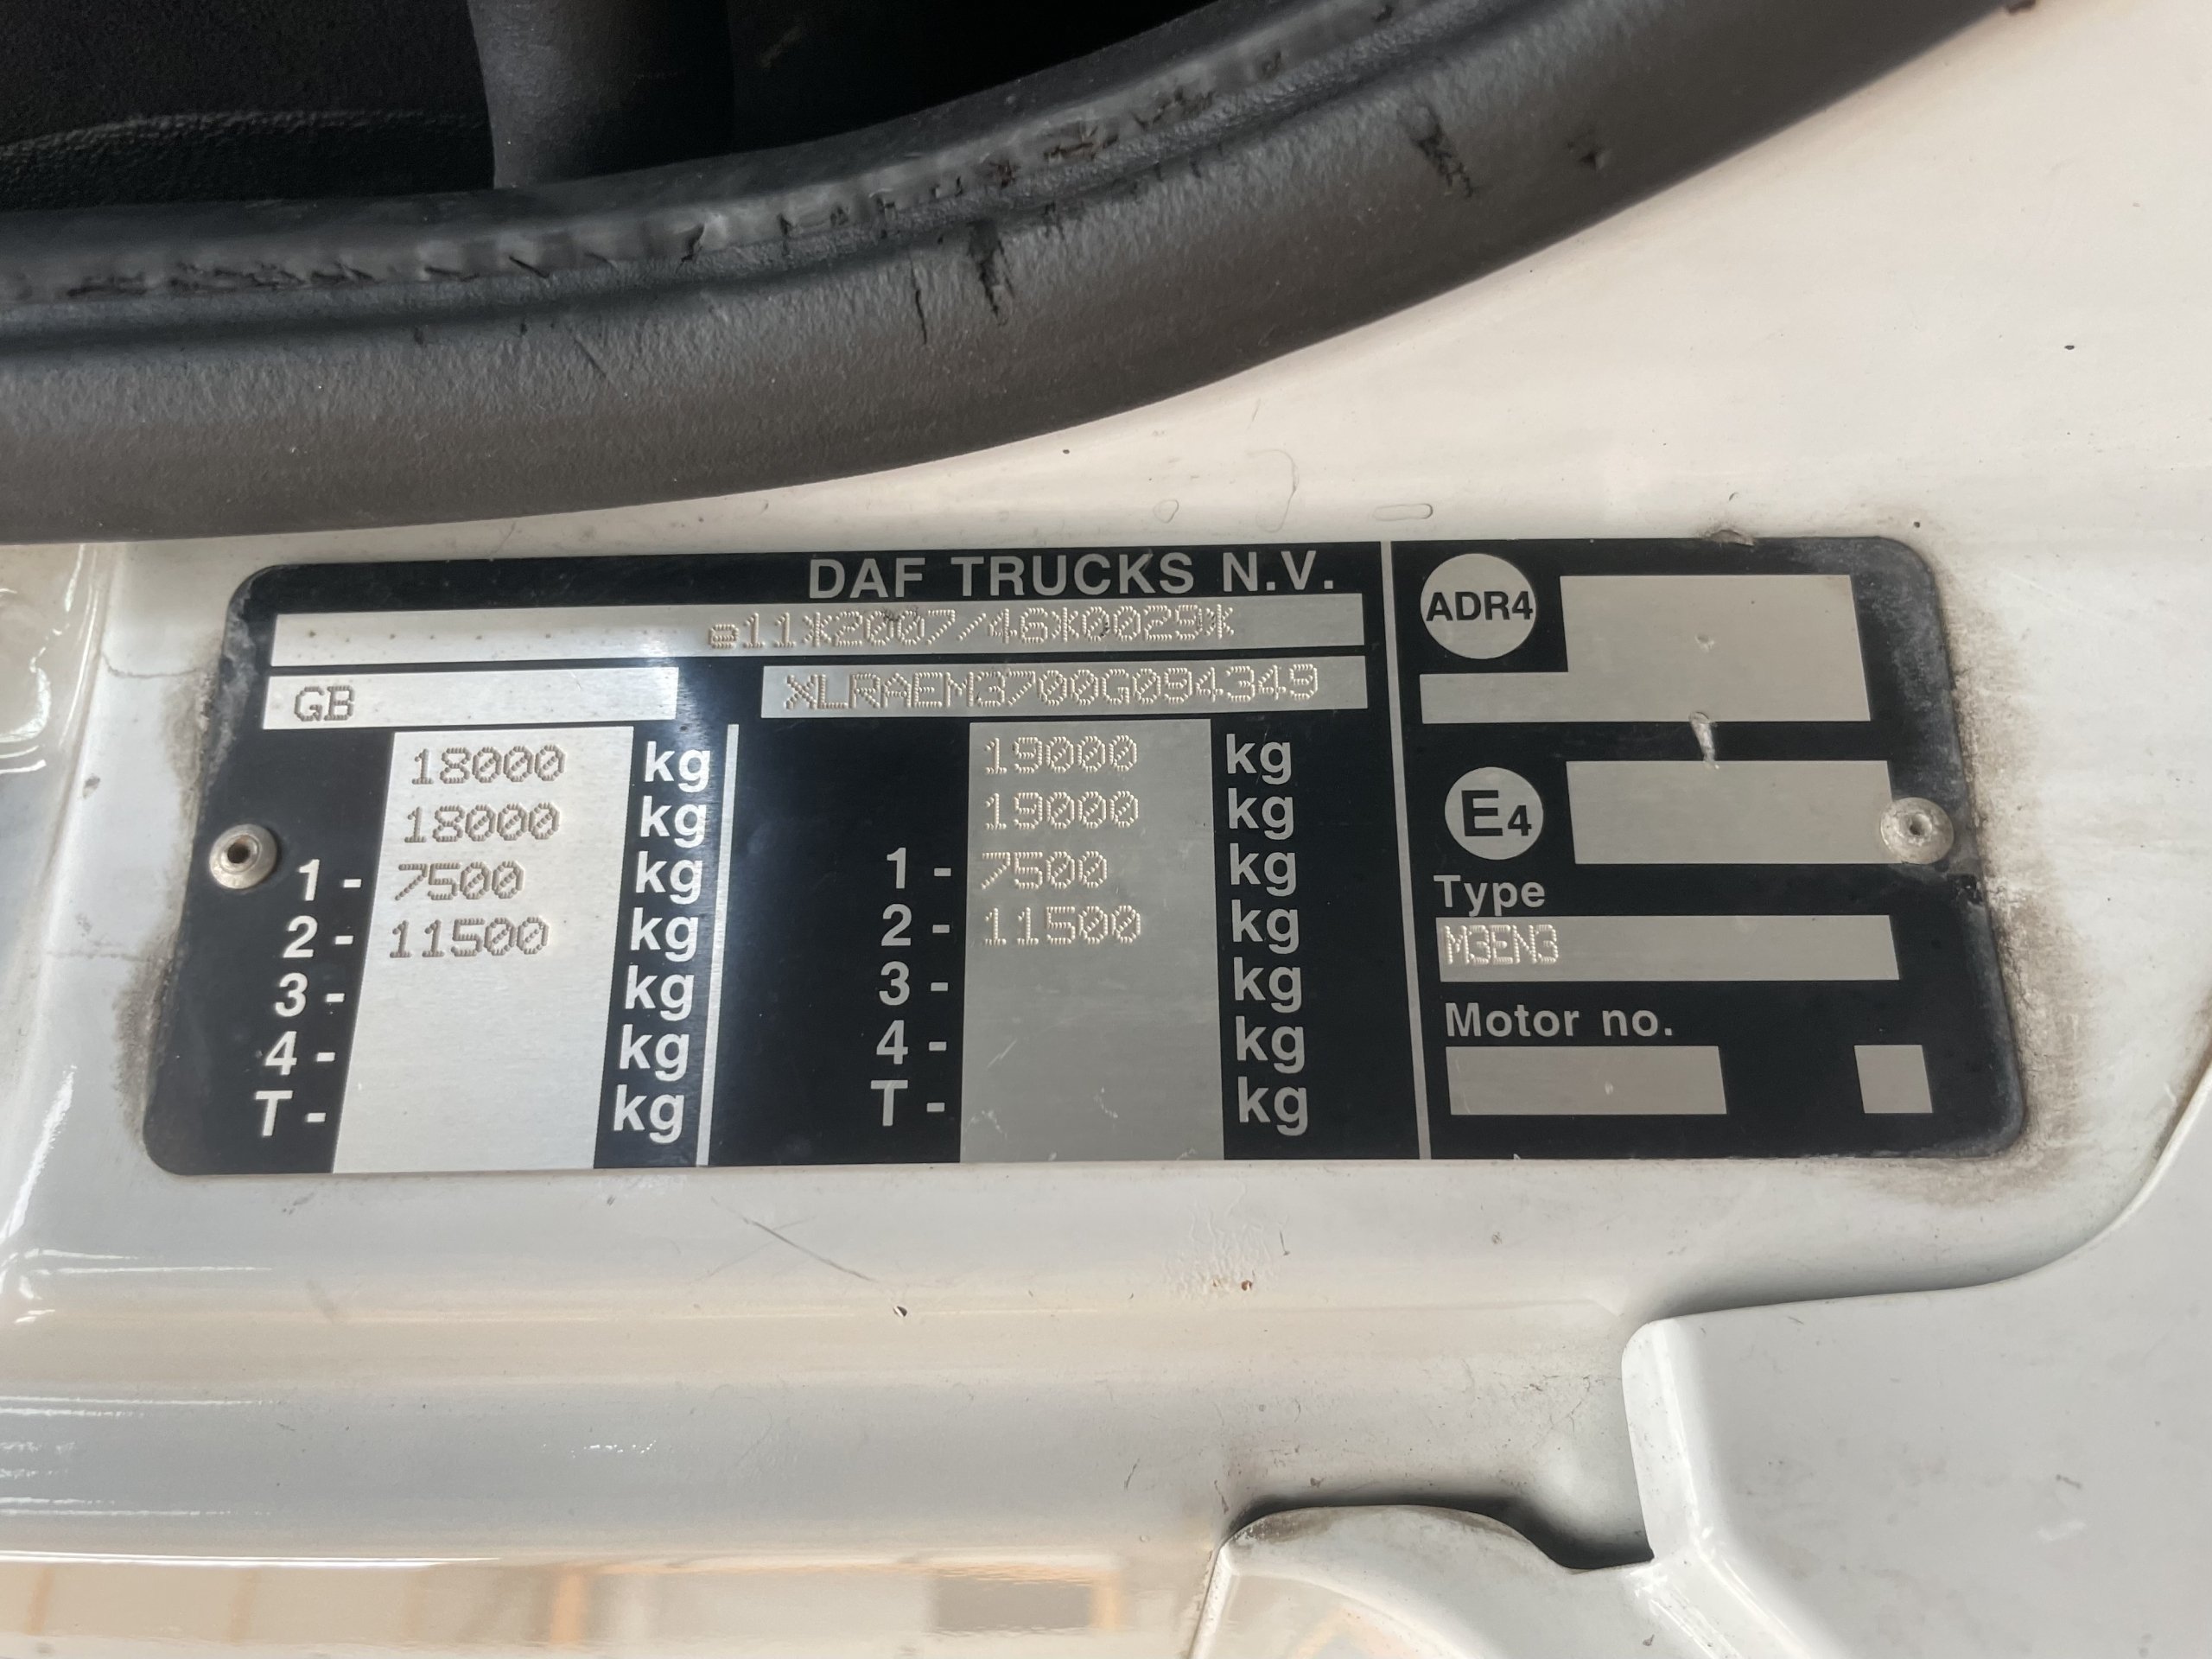 DAF TRUCKS N.V.
e11*2007/46*0029*
GB XLRAEM3700G094349
18000 kg 19000 kg
18000 kg 19000 kg
1 - 7500 kg 1 - 7500 kg
2 - 11500 kg 2 - 11500 kg
3 - kg 3 - kg
4 - kg 4 - kg
T - kg T - kg
ADR4
E4
Type
M3EN3
Motor no.